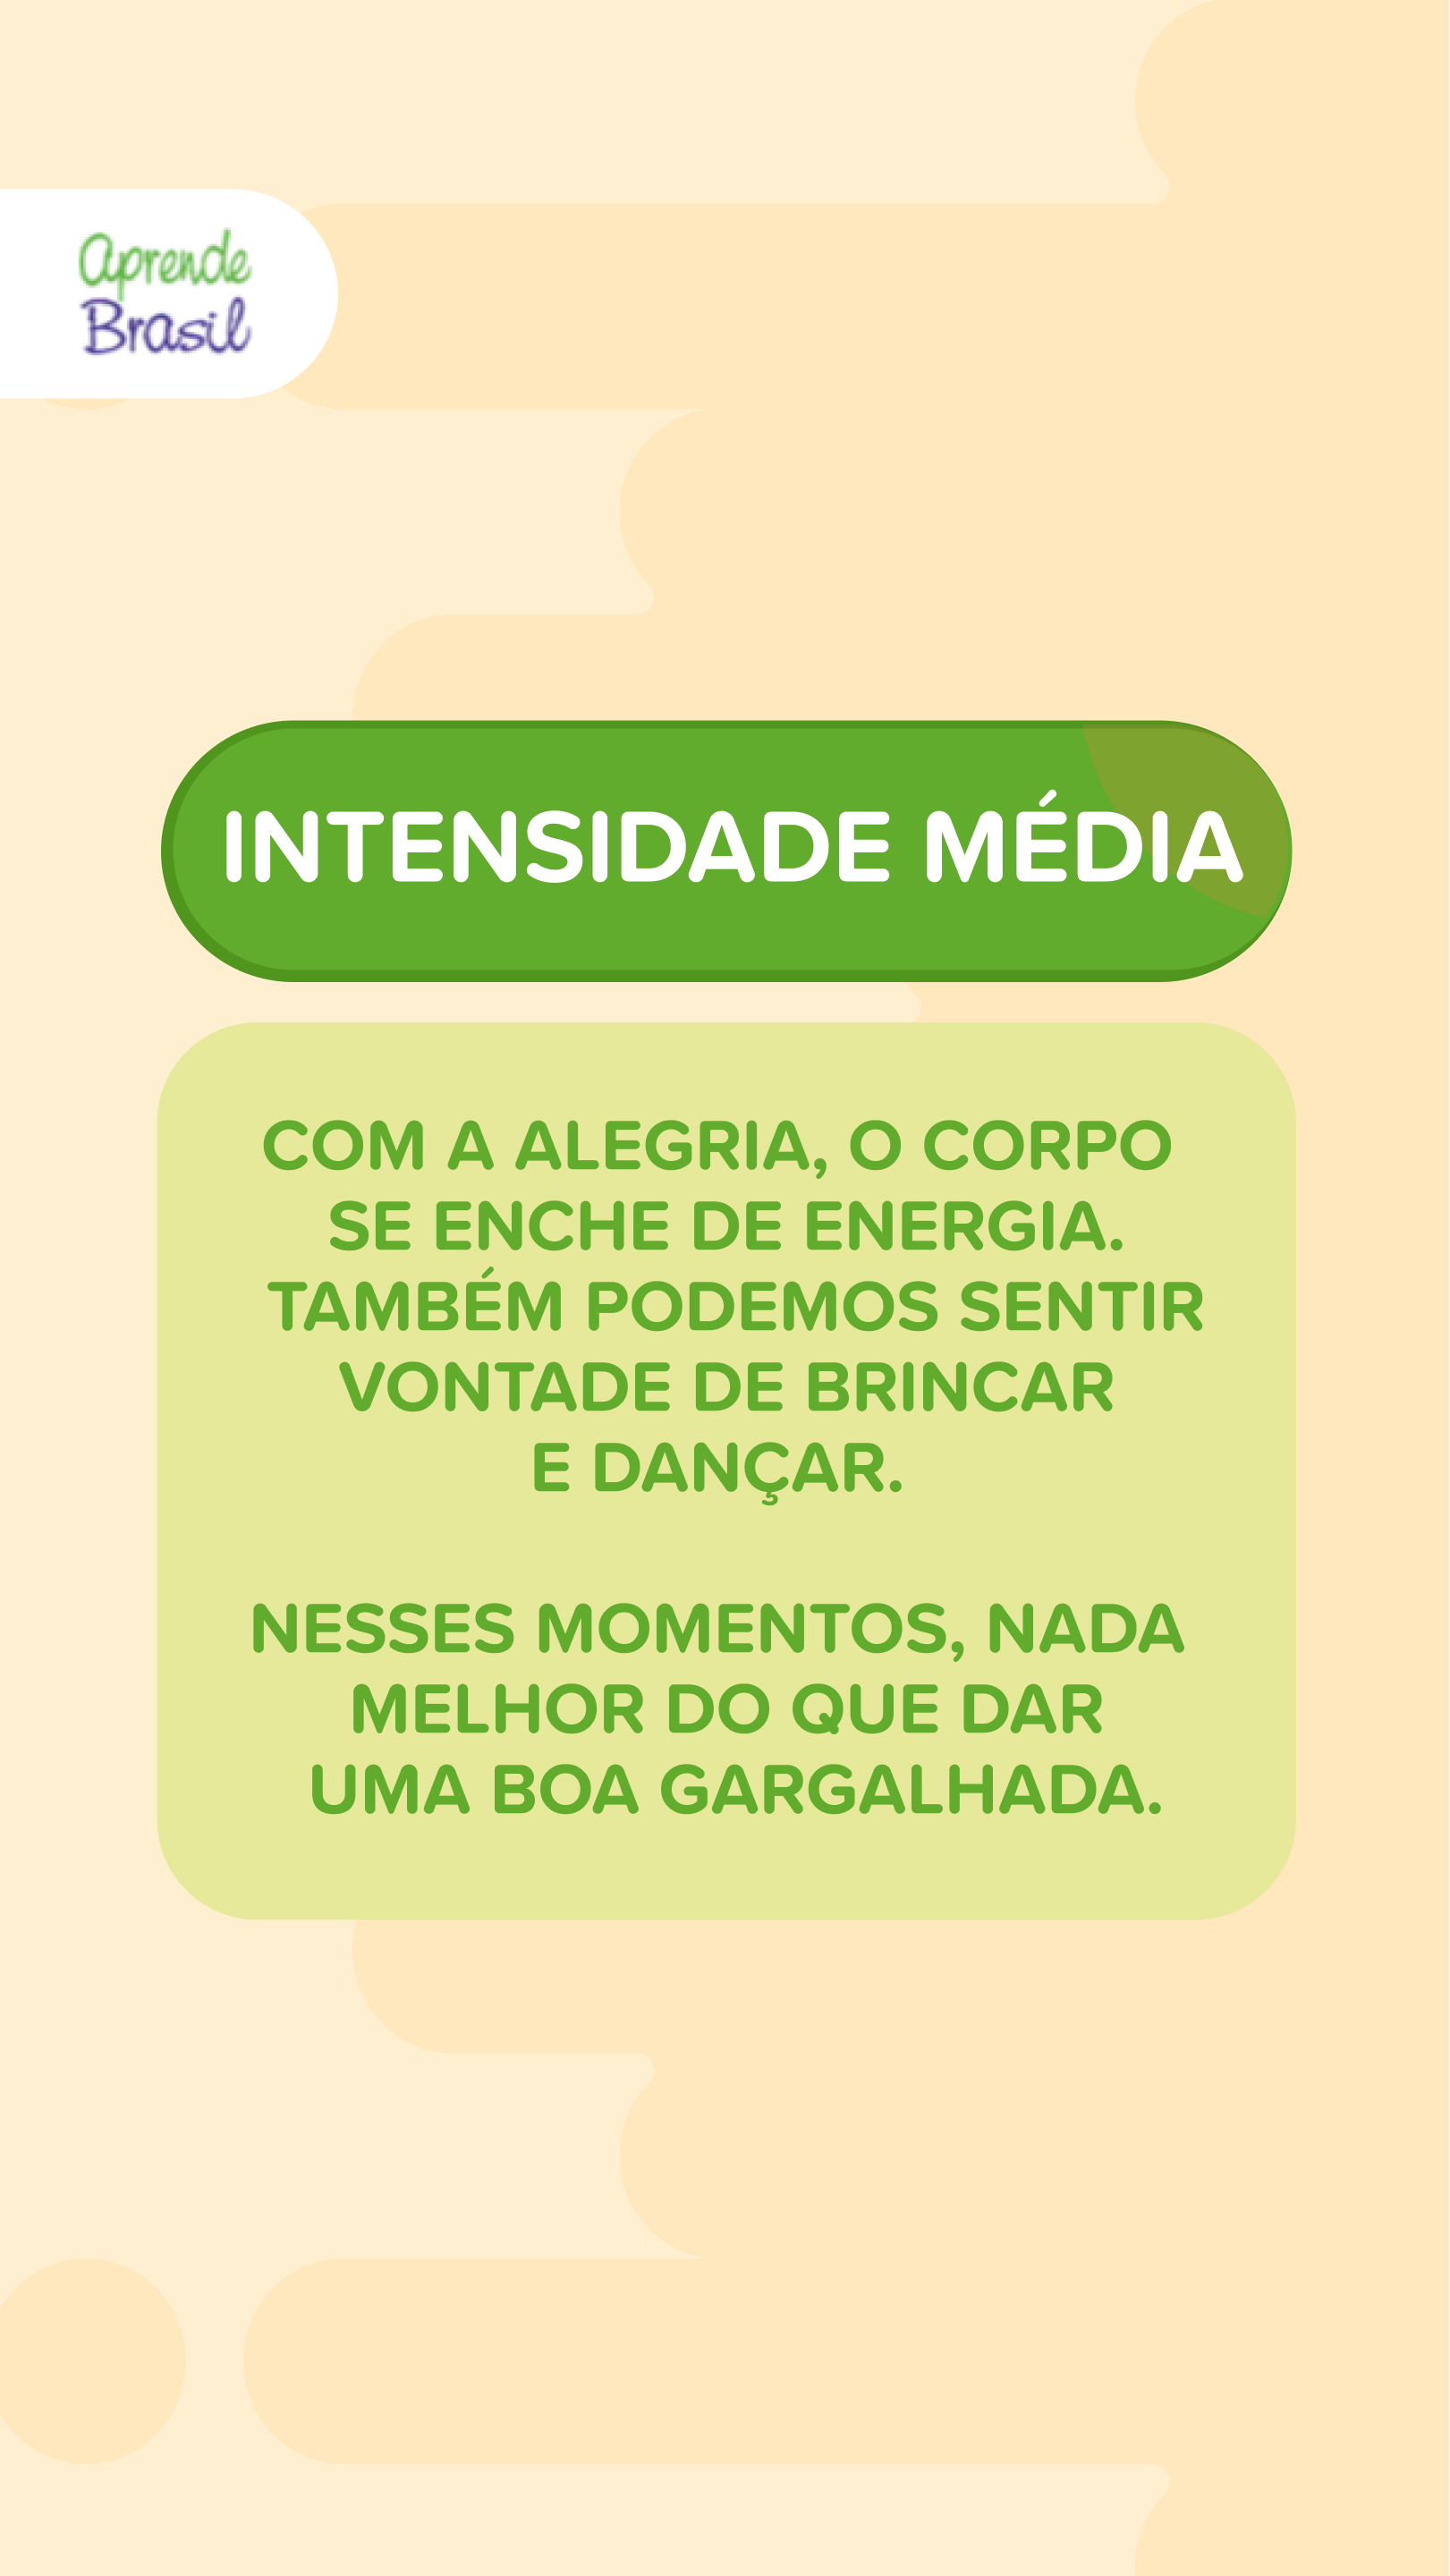 aprende
Brasil
INTENSIDADE MÉDIA
COM A ALEGRIA, O CORPO
SE ENCHE DE ENERGIA.
TAMBÉM PODEMOS SENTIR
VONTADE DE BRINCAR
E DANÇAR.
NESSES MOMENTOS, NADA
MELHOR DO QUE DAR
UMA BOA GARGALHADA.